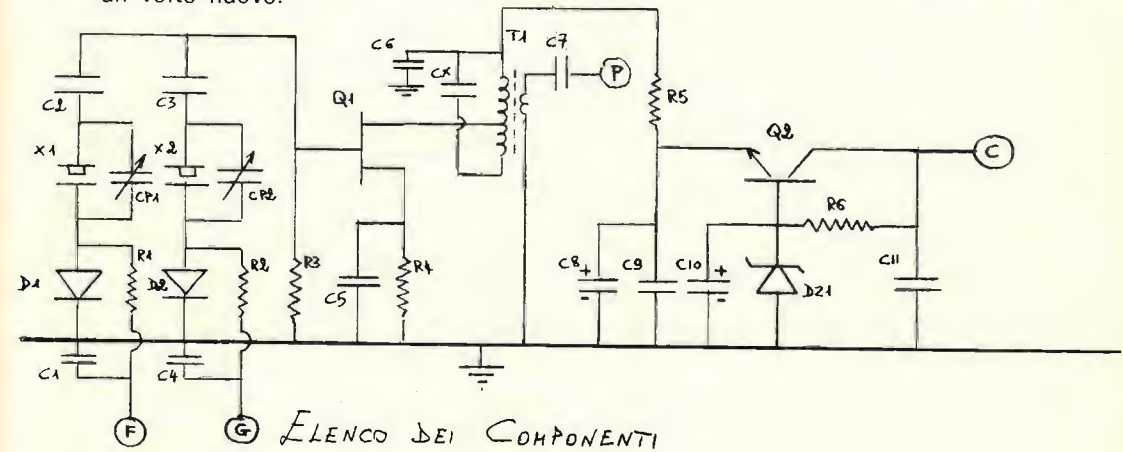 un volto nuovo.
T1
C6 CX C7 P
C2 C3 Q1 R5 Q2
X1 X2 C
CP1 CP2 R6
D1 R1 D2 R2 R3 C5 R4 C8 + C9 C10 + DZ1 C11
C1 C4
F G ELENCO DEI COMPONENTI